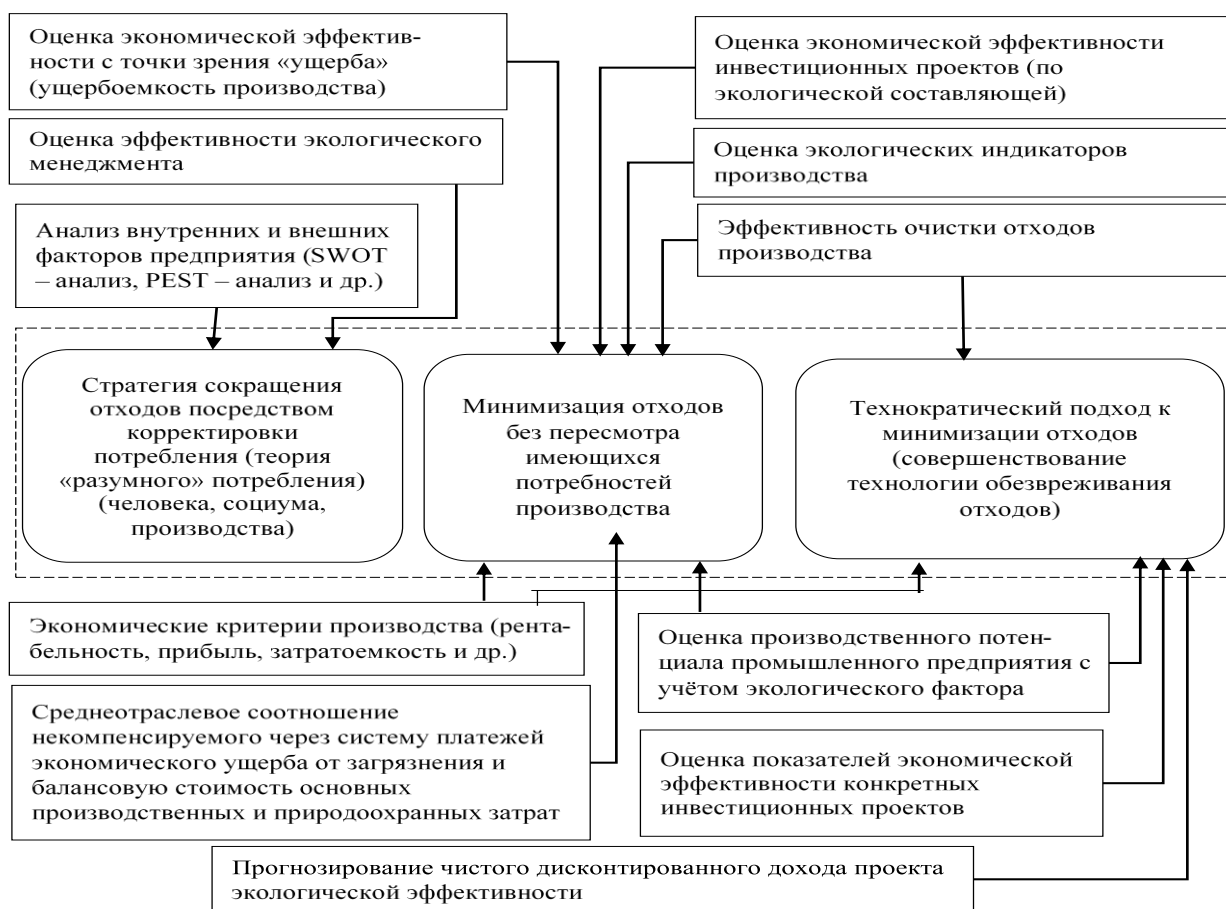 Оценка экономической эффектив-
ности с точки зрения «ущерба»
(ущербоемкость производства)
Оценка эффективности экологического
менеджмента
Анализ внутренних и внешних
факторов предприятия (SWOT
– анализ, PEST – анализ и др.)
Оценка экономической эффективности
инвестиционных проектов (по
экологической составляющей)
Оценка экологических индикаторов
производства
Эффективность очистки отходов
производства
Стратегия сокращения
отходов посредством
корректировки
потребления (теория
«разумного» потребления)
(человека, социума,
производства)
Минимизация отходов
без пересмотра
имеющихся
потребностей
производства
Технократический подход к
минимизации отходов
(совершенствование
технологии обезвреживания
отходов)
Экономические критерии производства (рента-
бельность, прибыль, затратоемкость и др.)
Среднеотраслевое соотношение
некомпенсируемого через систему платежей
экономического ущерба от загрязнения и
балансовую стоимость основных
производственных и природоохранных затрат
Оценка производственного потен-
циала промышленного предприятия с
учётом экологического фактора
Оценка показателей экономической
эффективности конкретных
инвестиционных проектов
Прогнозирование чистого дисконтированного дохода проекта
экологической эффективности